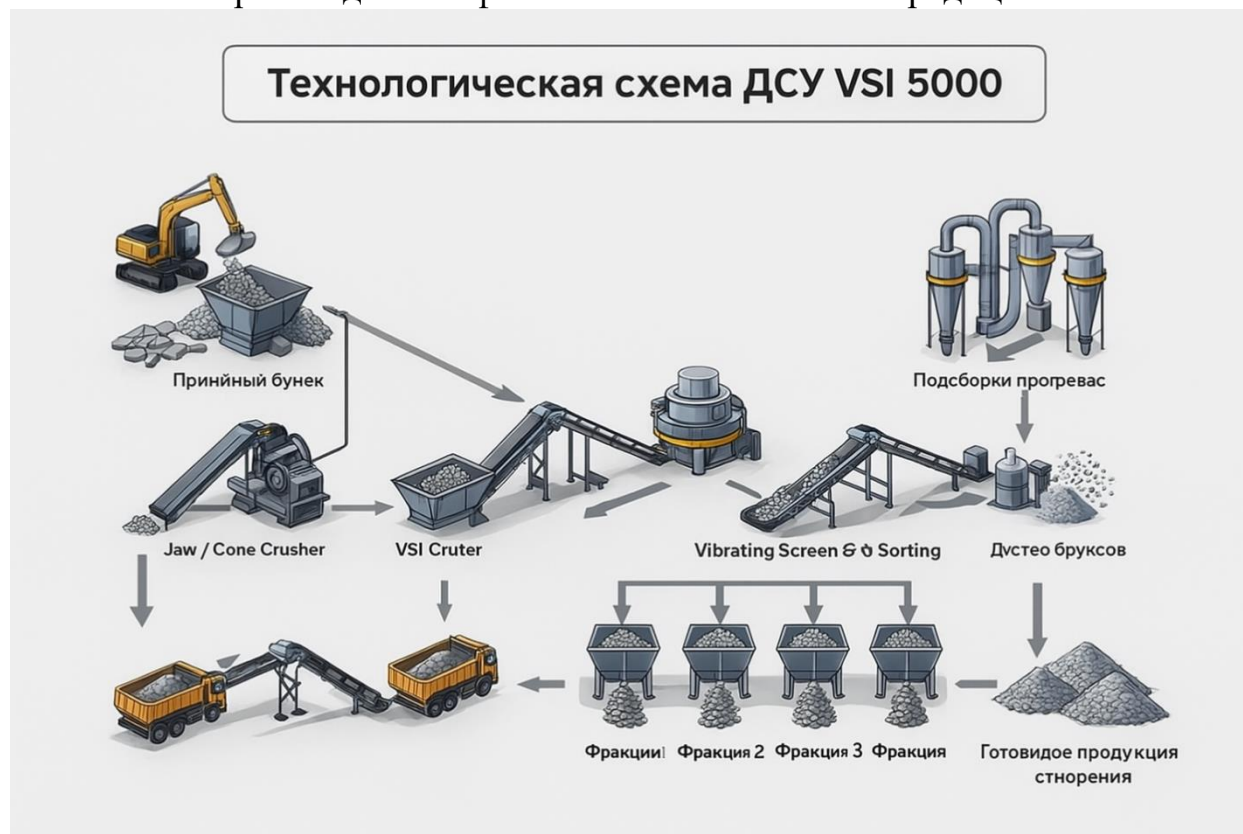 Технологическая схема ДСУ VSI 5000
Принйный бунек
Подсборки прогревас
Jaw / Cone Crusher
VSI Cruter
Vibrating Screen & Sorting
Дустео бруксов
Фракции
Фракция 2
Фракция 3
Фракция
Готовидое продукция
стнорения